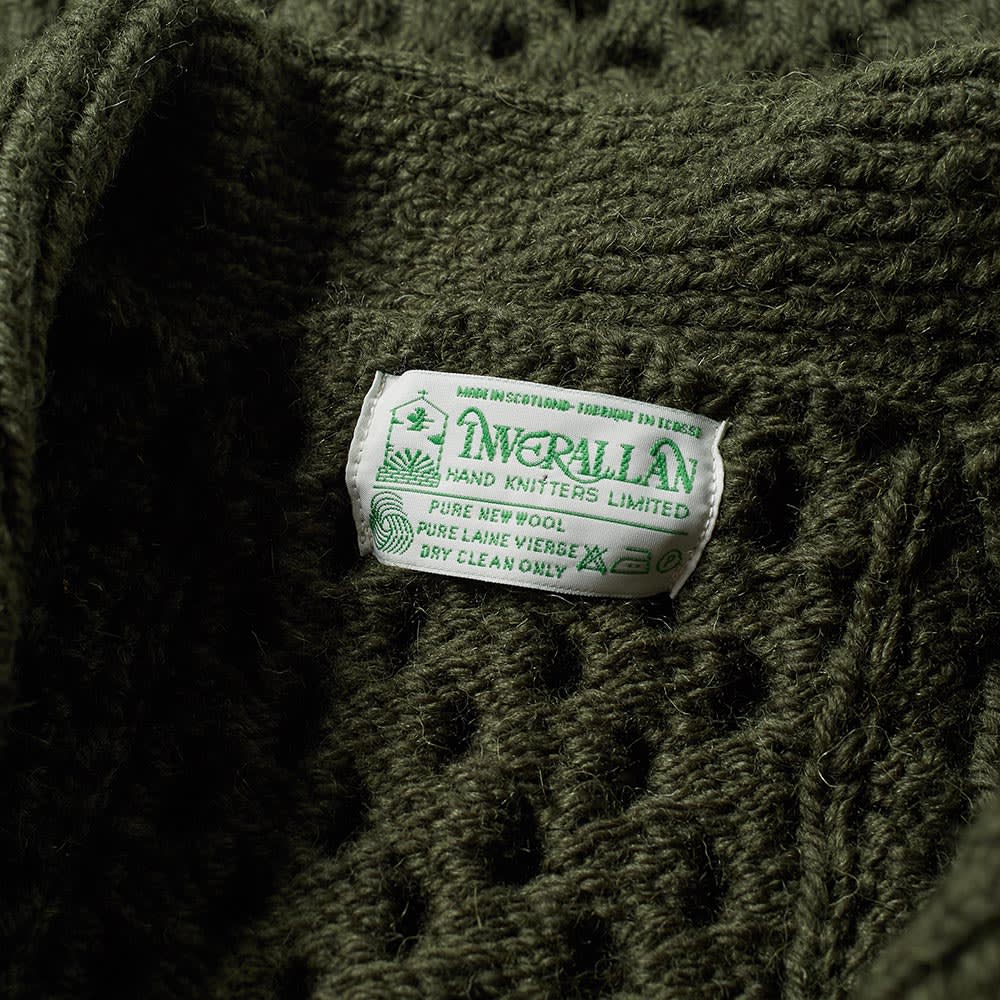 MADE IN SCOTLAND - FABRIQUE EN ECOSSE
INVERALLAN
HAND KNITTERS LIMITED
PURE NEW WOOL
PURE LAINE VIERGE
DRY CLEAN ONLY
P